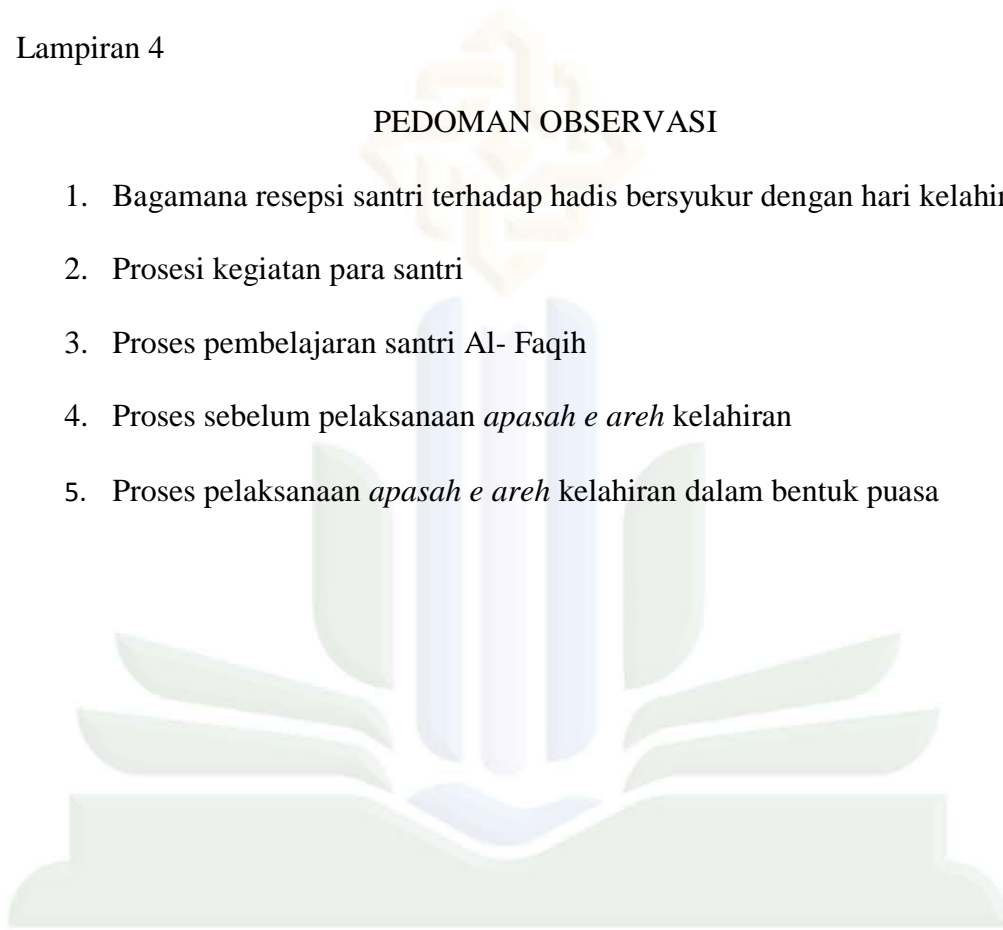 Lampiran 4
PEDOMAN OBSERVASI
1. Bagamana resepsi santri terhadap hadis bersyukur dengan hari
2. Prosesi kegiatan para santri
3. Proses pembelajaran santri Al- Faqih
4. Proses sebelum pelaksanaan apasah e areh kelahiran
5. Proses pelaksanaan apasah e areh kelahiran dalam bentuk puasa